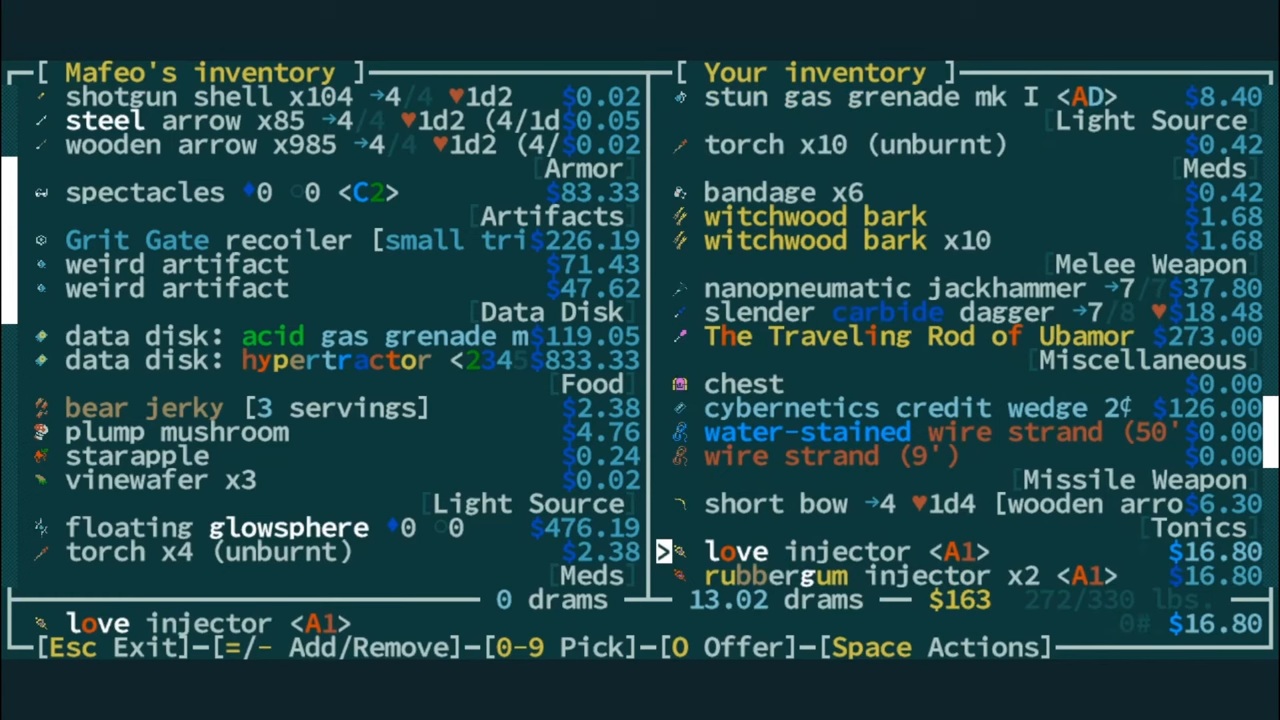 [ Mafeo's inventory ]
shotgun shell x104 →4/4 ♥1d2 $0.02
steel arrow x85 →4/4 ♥1d2 (4/1d $0.05
wooden arrow x985 →4/4 ♥1d2 (4/ $0.02
[Armor]
spectacles ♦0 ○0 <C2> $83.33
[Artifacts]
Grit Gate recoiler [small tri $226.19
weird artifact $71.43
weird artifact $47.62
[Data Disk]
data disk: acid gas grenade m $119.05
data disk: hypertractor <2345 $833.33
[Food]
bear jerky [3 servings] $2.38
plump mushroom $4.76
starapple $0.24
vinewafer x3 $0.02
[Light Source]
floating glowsphere ♦0 ○0 $476.19
torch x4 (unburnt) $2.38
[Meds]
[ Your inventory ]
stun gas grenade mk I <AD> $8.40
[Light Source]
torch x10 (unburnt) $0.42
[Meds]
bandage x6 $0.42
witchwood bark $1.68
witchwood bark x10 $1.68
[Melee Weapon]
nanopneumatic jackhammer →7/7 $37.80
slender carbide dagger →7/8 ♥ $18.48
The Traveling Rod of Ubamor $273.00
[Miscellaneous]
chest $0.00
cybernetics credit wedge 2¢ $126.00
water-stained wire strand (50' $0.00
wire strand (9') $0.00
[Missile Weapon]
short bow →4 ♥1d4 [wooden arro $6.30
[Tonics]
> love injector <A1> $16.80
rubbergum injector x2 <A1> $16.80
0 drams 13.02 drams — $163 272/330 lbs.
love injector <A1> 0# $16.80
[Esc Exit]—[=/- Add/Remove]—[0-9 Pick]—[O Offer]—[Space Actions]